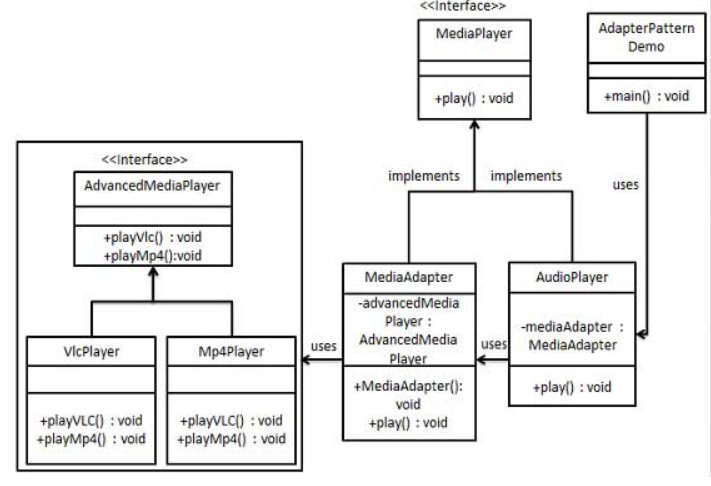 <<Interface>>
MediaPlayer
+play() : void
AdapterPattern
Demo
+main() : void
implements
implements
uses
<<Interface>>
AdvancedMediaPlayer
+playVlc() : void
+playMp4():void
VlcPlayer
+playVLC() : void
+playMp4() : void
Mp4Player
+playVLC() : void
+playMp4() : void
uses
MediaAdapter
-advancedMedia
Player :
AdvancedMedia
Player
+MediaAdapter():
void
+play() : void
uses
AudioPlayer
-mediaAdapter :
MediaAdapter
+play() : void